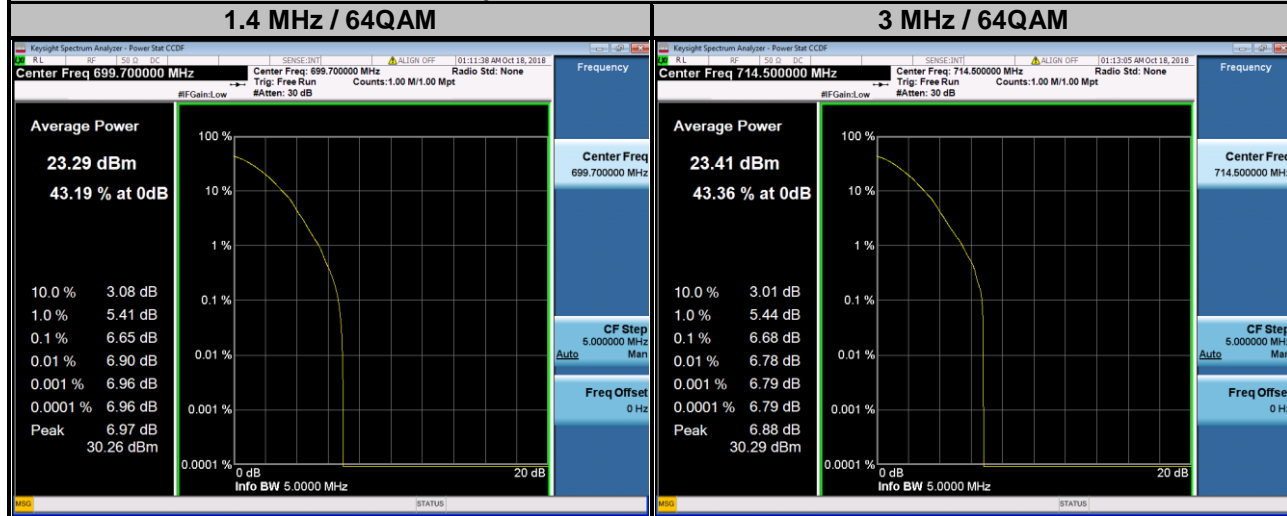 1.4 MHz / 64QAM
Keysight Spectrum Analyzer - Power Stat CCDF
RL RF 50 Ω DC SENSE:INT ALIGN OFF 01:11:38 AM Oct 18, 2018
Center Freq 699.700000 MHz Center Freq: 699.700000 MHz Radio Std: None
Trig: Free Run Counts:1.00 M/1.00 Mpt
#IFGain:Low #Atten: 30 dB
Frequency
Average Power
23.29 dBm
43.19 % at 0dB
10.0 % 3.08 dB
1.0 % 5.41 dB
0.1 % 6.65 dB
0.01 % 6.90 dB
0.001 % 6.96 dB
0.0001 % 6.96 dB
Peak 6.97 dB
30.26 dBm
100 %
10 %
1 %
0.1 %
0.01 %
0.001 %
0.0001 %
0 dB 20 dB
Info BW 5.0000 MHz
Center Freq
699.700000 MHz
CF Step
5.000000 MHz
Auto Man
Freq Offset
0 Hz
MSG STATUS
3 MHz / 64QAM
Keysight Spectrum Analyzer - Power Stat CCDF
RL RF 50 Ω DC SENSE:INT ALIGN OFF 01:13:05 AM Oct 18, 2018
Center Freq 714.500000 MHz Center Freq: 714.500000 MHz Radio Std: None
Trig: Free Run Counts:1.00 M/1.00 Mpt
#IFGain:Low #Atten: 30 dB
Frequency
Average Power
23.41 dBm
43.36 % at 0dB
10.0 % 3.01 dB
1.0 % 5.44 dB
0.1 % 6.68 dB
0.01 % 6.78 dB
0.001 % 6.79 dB
0.0001 % 6.79 dB
Peak 6.88 dB
30.29 dBm
100 %
10 %
1 %
0.1 %
0.01 %
0.001 %
0.0001 %
0 dB 20 dB
Info BW 5.0000 MHz
Center Freq
714.500000 MHz
CF Step
5.000000 MHz
Auto Man
Freq Offset
0 Hz
MSG STATUS